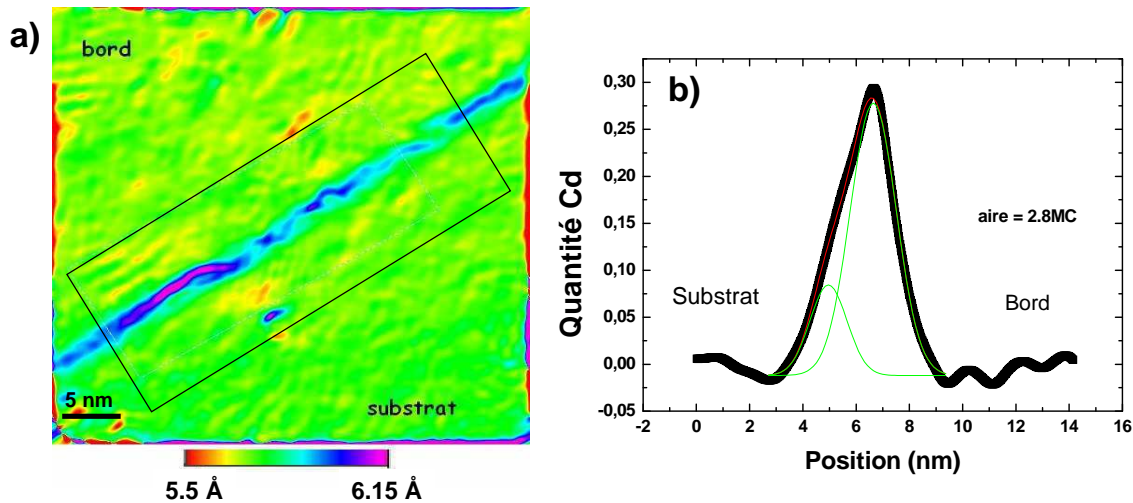 a)
bord
substrat
5 nm
5.5 Å
6.15 Å
b)
0,30
0,25
0,20
0,15
0,10
0,05
0,00
-0,05
Quantité Cd
aire = 2.8MC
Substrat
Bord
-2 0 2 4 6 8 10 12 14 16
Position (nm)